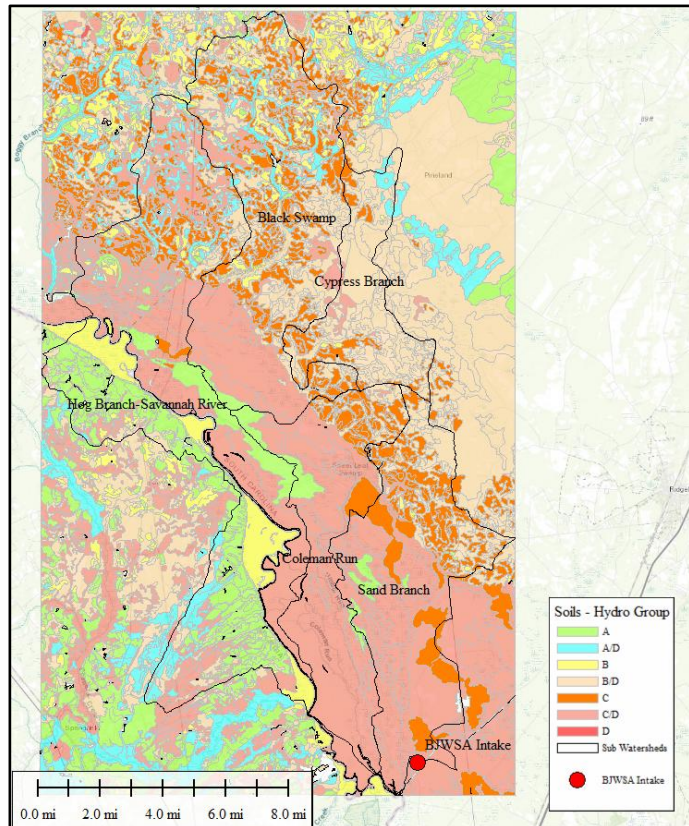 Black Swamp
Pineland
Cypress Branch
Hog Branch-Savannah River
Coleman Run
Sand Branch
BJWSA Intake
Soils - Hydro Group
A
A/D
B
B/D
C
C/D
D
Sub Watersheds
BJWSA Intake
0.0 mi 2.0 mi 4.0 mi 6.0 mi 8.0 mi